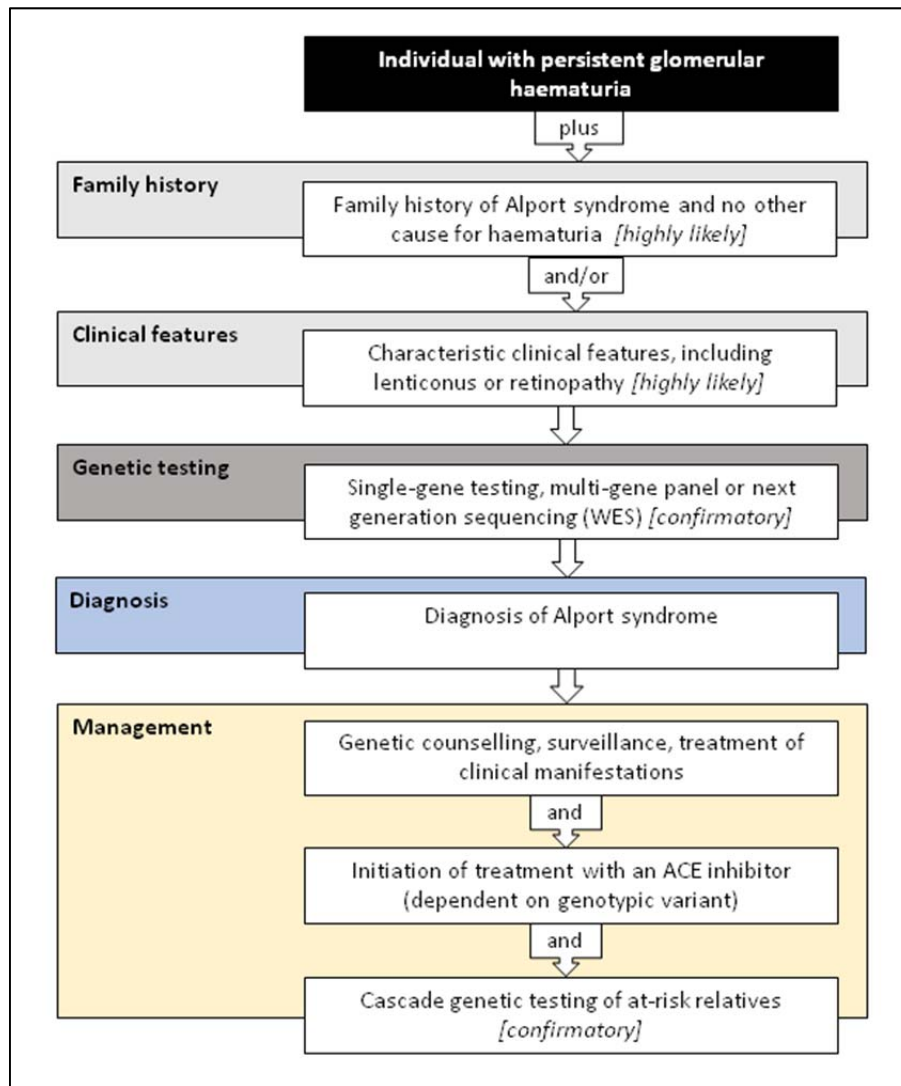 Individual with persistent glomerular
haematuria
plus
Family history
Family history of Alport syndrome and no other
cause for haematuria [highly likely]
and/or
Clinical features
Characteristic clinical features, including
lenticonus or retinopathy [highly likely]
Genetic testing
Single-gene testing, multi-gene panel or next
generation sequencing (WES) [confirmatory]
Diagnosis
Diagnosis of Alport syndrome
Management
Genetic counselling, surveillance, treatment of
clinical manifestations
and
Initiation of treatment with an ACE inhibitor
(dependent on genotypic variant)
and
Cascade genetic testing of at-risk relatives
[confirmatory]